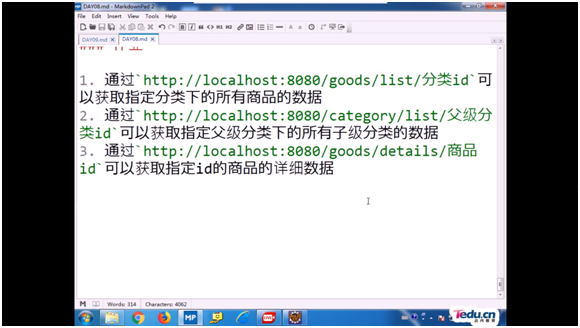 DAY08.md - MarkdownPad 2
File Edit Insert View Tools Help
DAY09.md DAY08.md
1. 通过`http://localhost:8080/goods/list/分类id`可
以获取指定分类下的所有商品的数据
2. 通过`http://localhost:8080/category/list/父级分
类id`可以获取指定父级分类下的所有子级分类的数据
3. 通过`http://localhost:8080/goods/details/商品
id`可以获取指定id的商品的详细数据
Words: 314 Characters: 4062
Tedu.cn